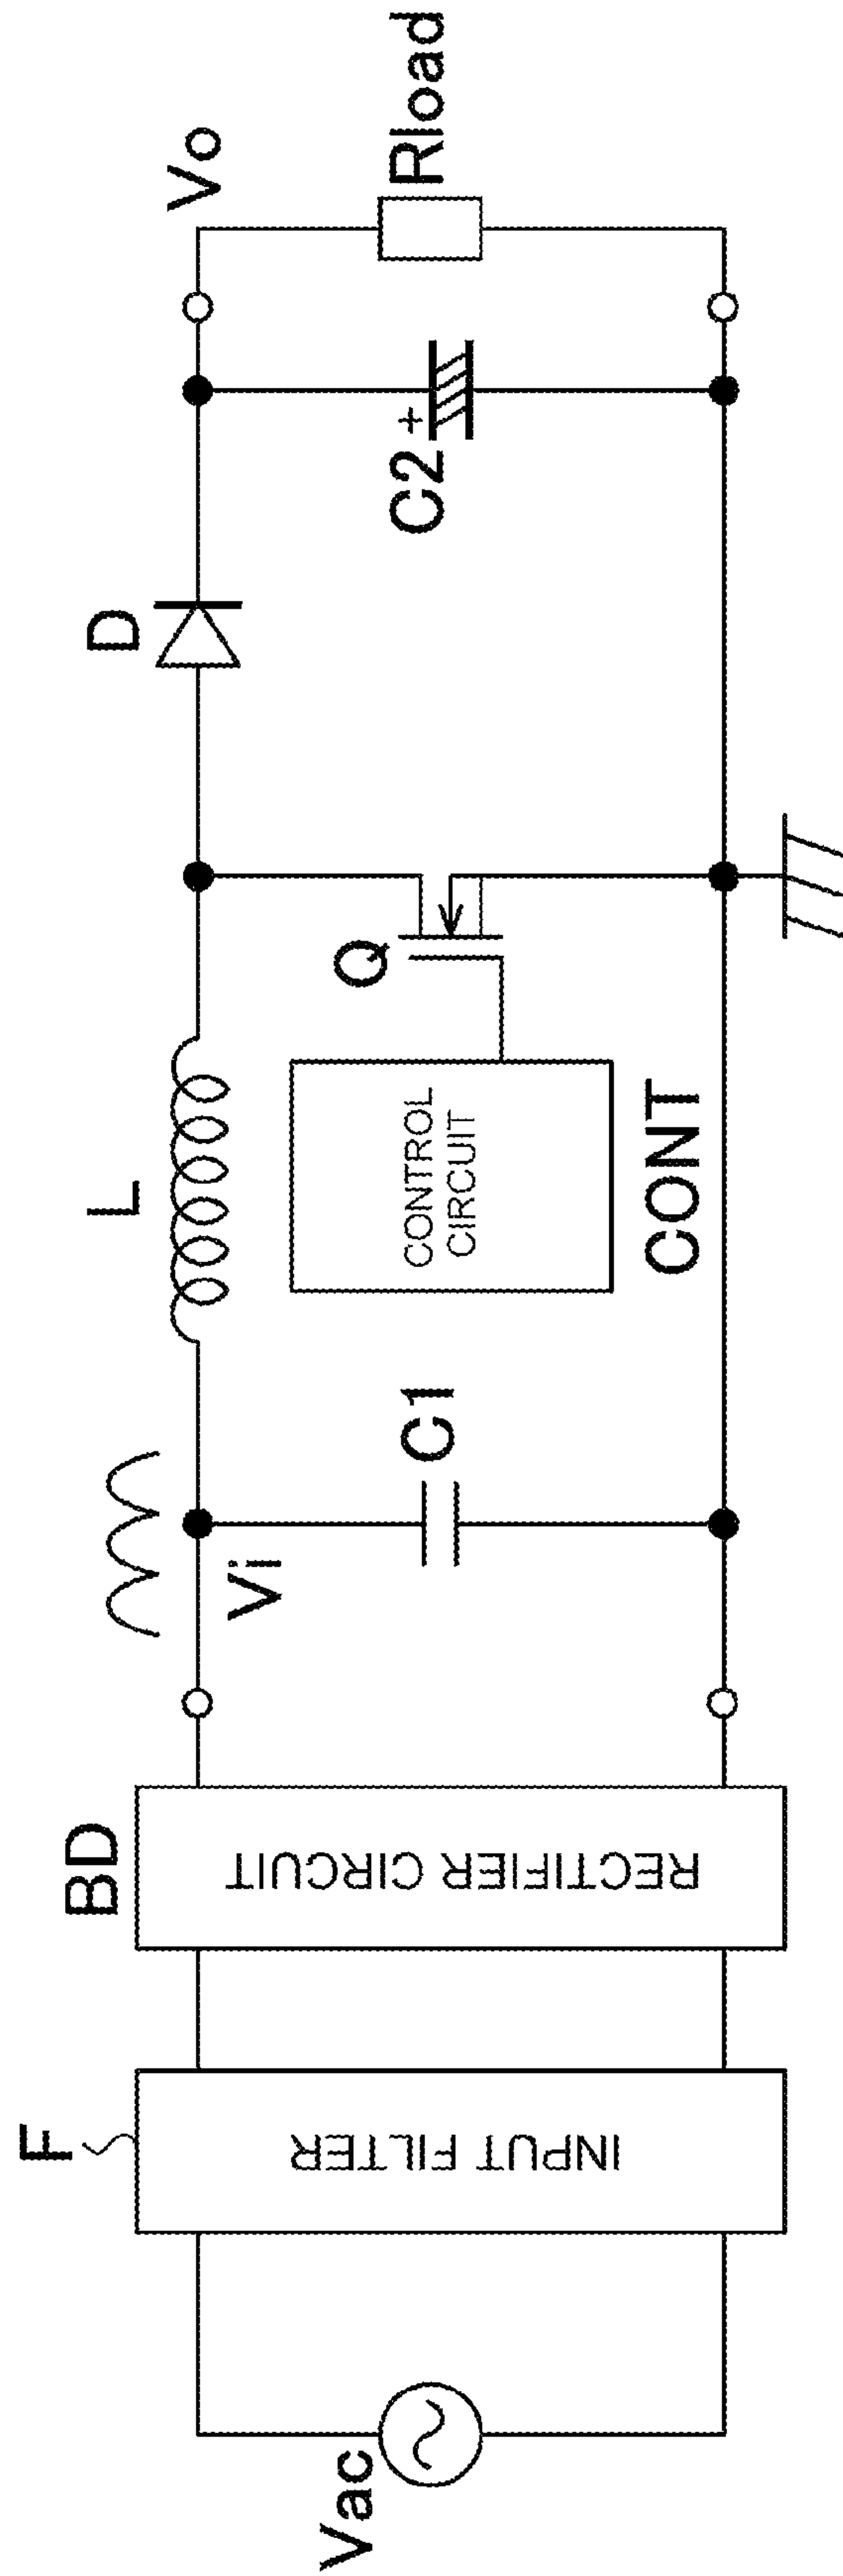 Vac
F
INPUT FILTER
BD
RECTIFIER CIRCUIT
Vi
C1
L
CONTROL
CIRCUIT
CONT
Q
D
C2
+
Vo
Rload